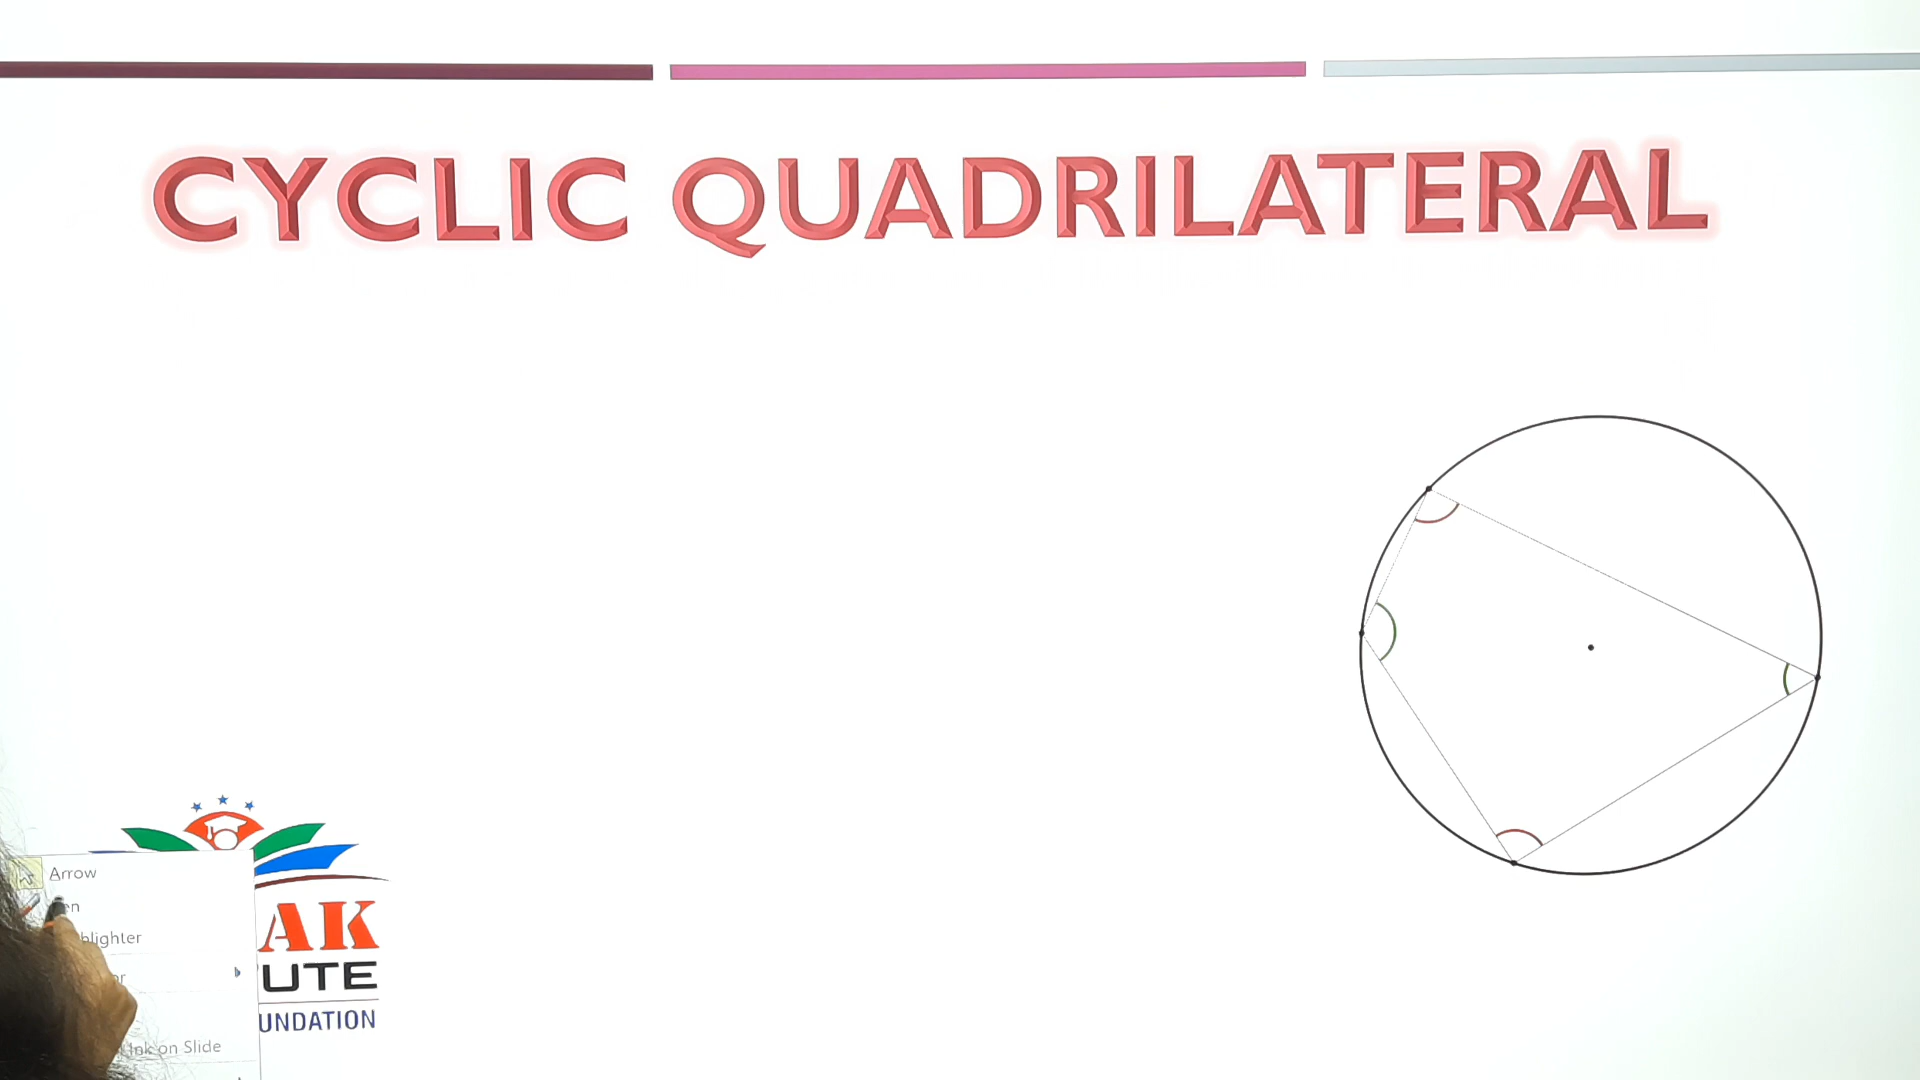 CYCLIC QUADRILATERAL
Arrow
Ink on Slide
AK
UTE
UNDATION